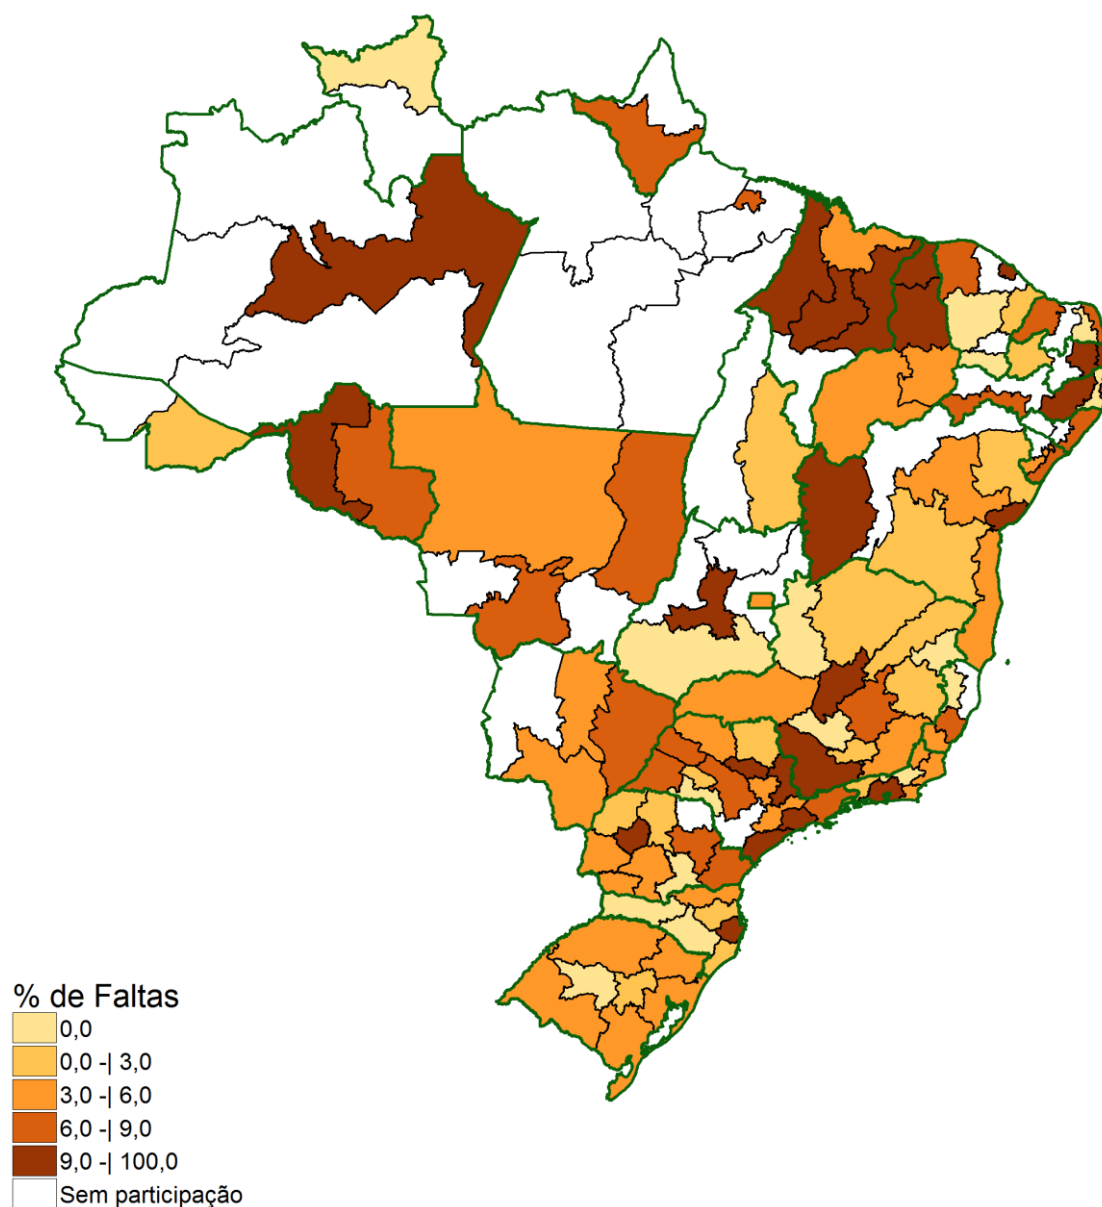 % de Faltas
0,0
0,0 -| 3,0
3,0 -| 6,0
6,0 -| 9,0
9,0 -| 100,0
Sem participação